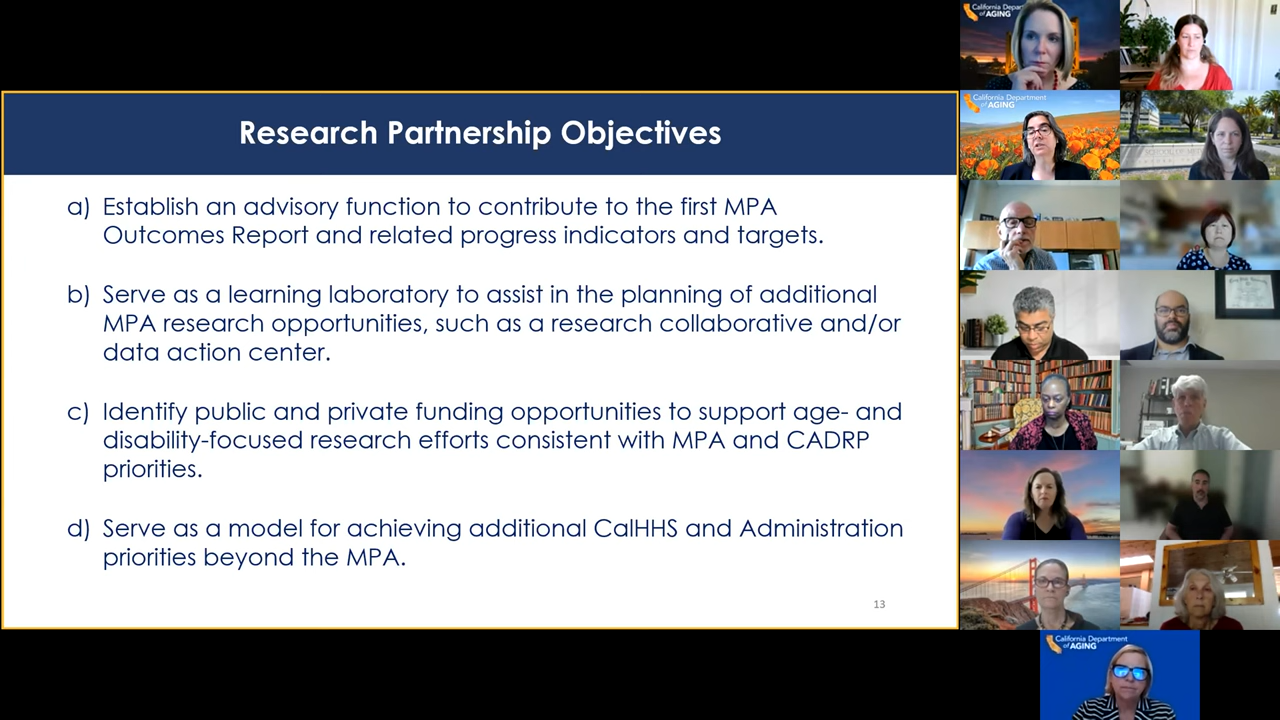 Research Partnership Objectives
a) Establish an advisory function to contribute to the first MPA
Outcomes Report and related progress indicators and targets.
b) Serve as a learning laboratory to assist in the planning of additional
MPA research opportunities, such as a research collaborative and/or
data action center.
c) Identify public and private funding opportunities to support age- and
disability-focused research efforts consistent with MPA and CADRP
priorities.
d) Serve as a model for achieving additional CalHHS and Administration
priorities beyond the MPA.
13
California Depar
of AGING
California Department
of AGING
California Department
of AGING